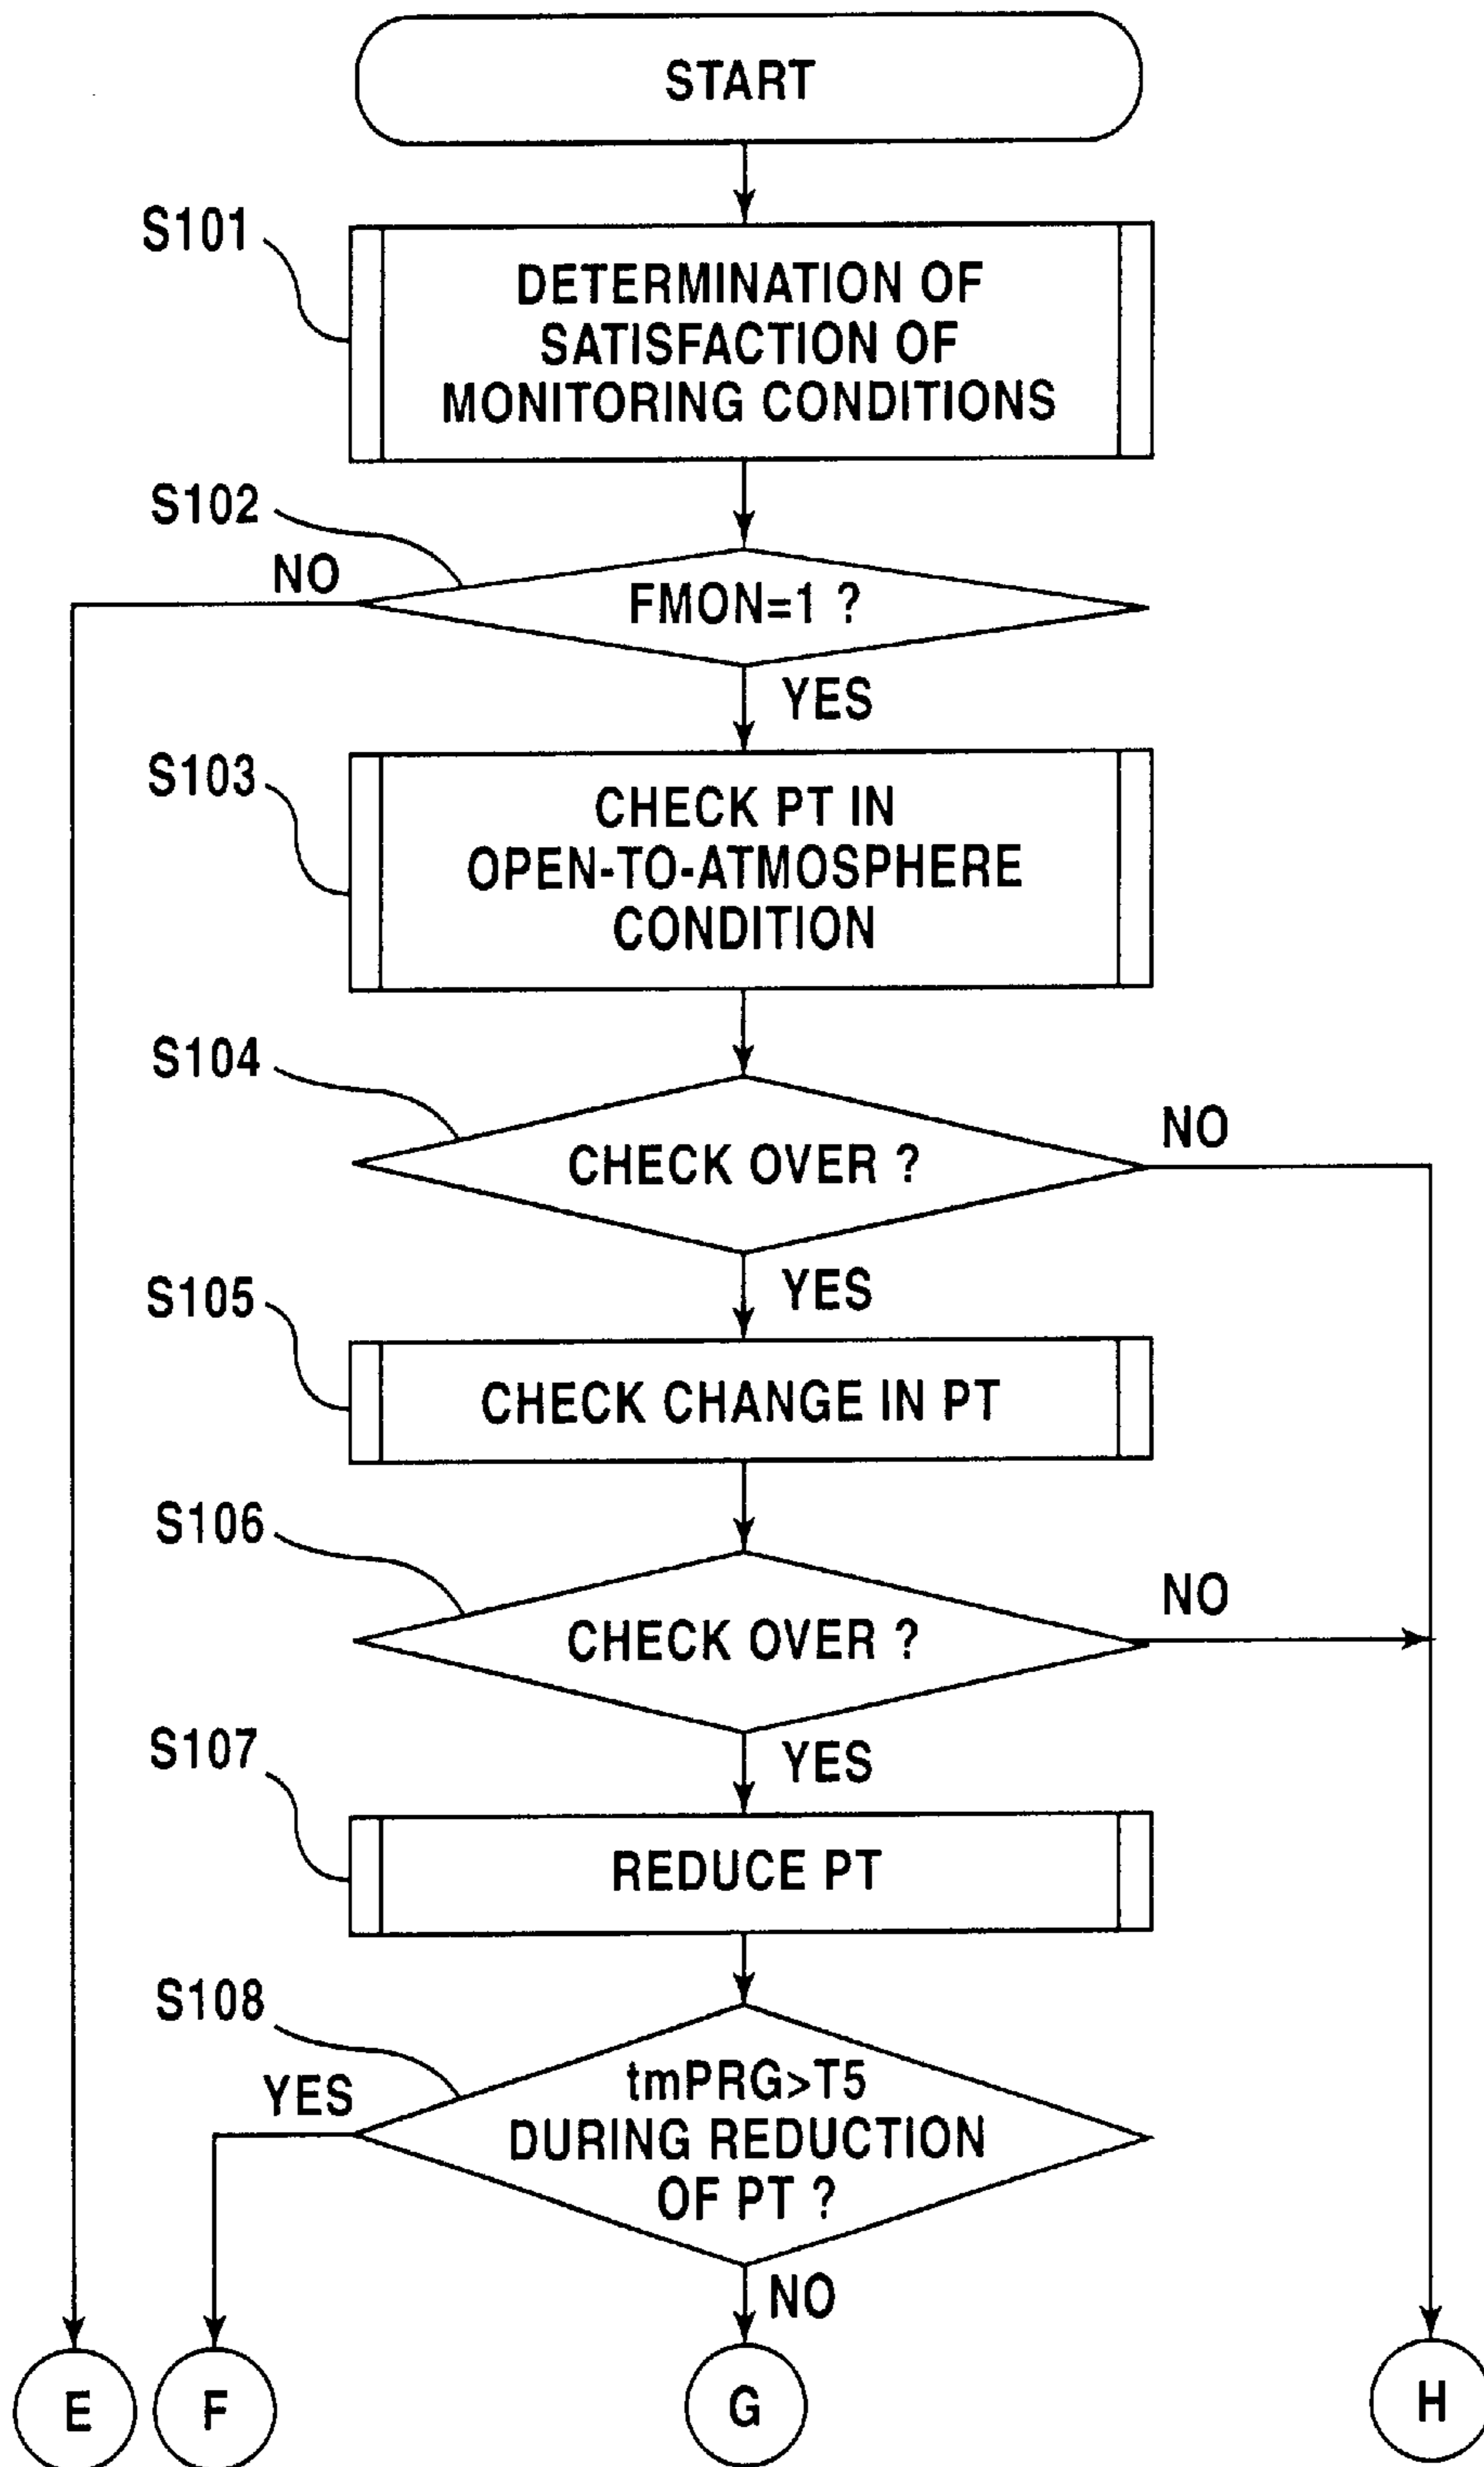 START
S101
DETERMINATION OF
SATISFACTION OF
MONITORING CONDITIONS
S102
NO
FMON=1 ?
YES
S103
CHECK PT IN
OPEN-TO-ATMOSPHERE
CONDITION
S104
NO
CHECK OVER ?
YES
S105
CHECK CHANGE IN PT
S106
NO
CHECK OVER ?
YES
S107
REDUCE PT
S108
YES
tmPRG>T5
DURING REDUCTION
OF PT ?
NO
E
F
G
H